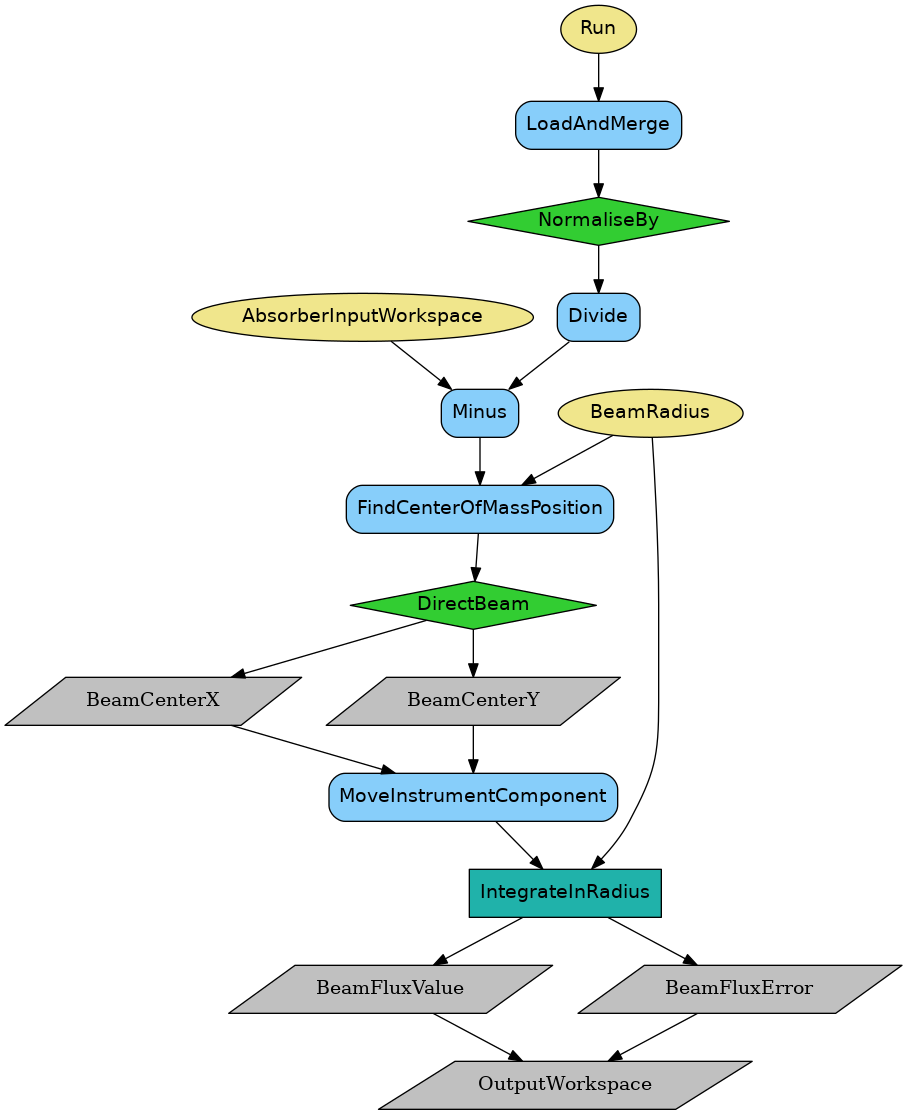 Run
LoadAndMerge
NormaliseBy
AbsorberInputWorkspace
Divide
Minus
BeamRadius
FindCenterOfMassPosition
DirectBeam
BeamCenterX
BeamCenterY
MoveInstrumentComponent
IntegrateInRadius
BeamFluxValue
BeamFluxError
OutputWorkspace